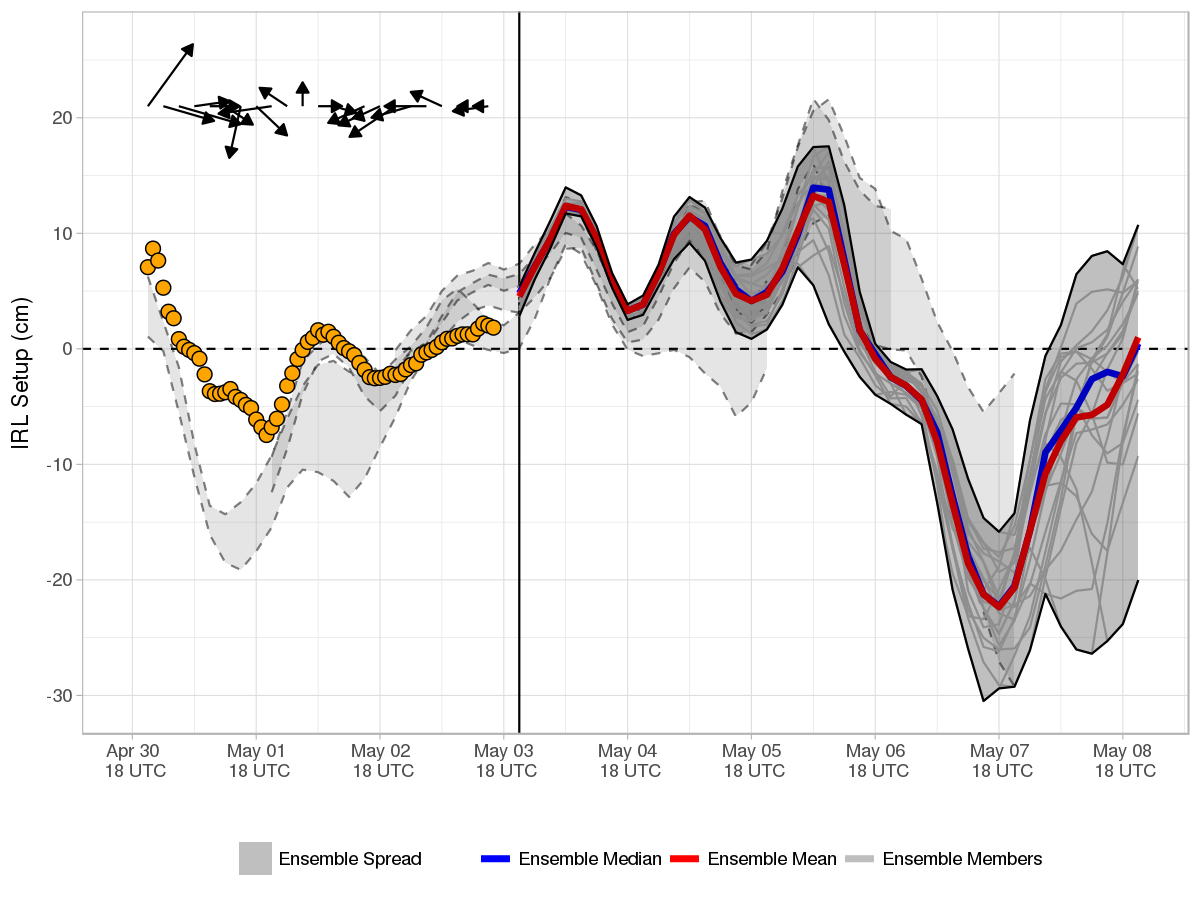 IRL Setup (cm)
20
10
0
-10
-20
-30
Apr 30 May 01 May 02 May 03 May 04 May 05 May 06 May 07 May 08
18 UTC 18 UTC 18 UTC 18 UTC 18 UTC 18 UTC 18 UTC 18 UTC 18 UTC
Ensemble Spread Ensemble Median Ensemble Mean Ensemble Members